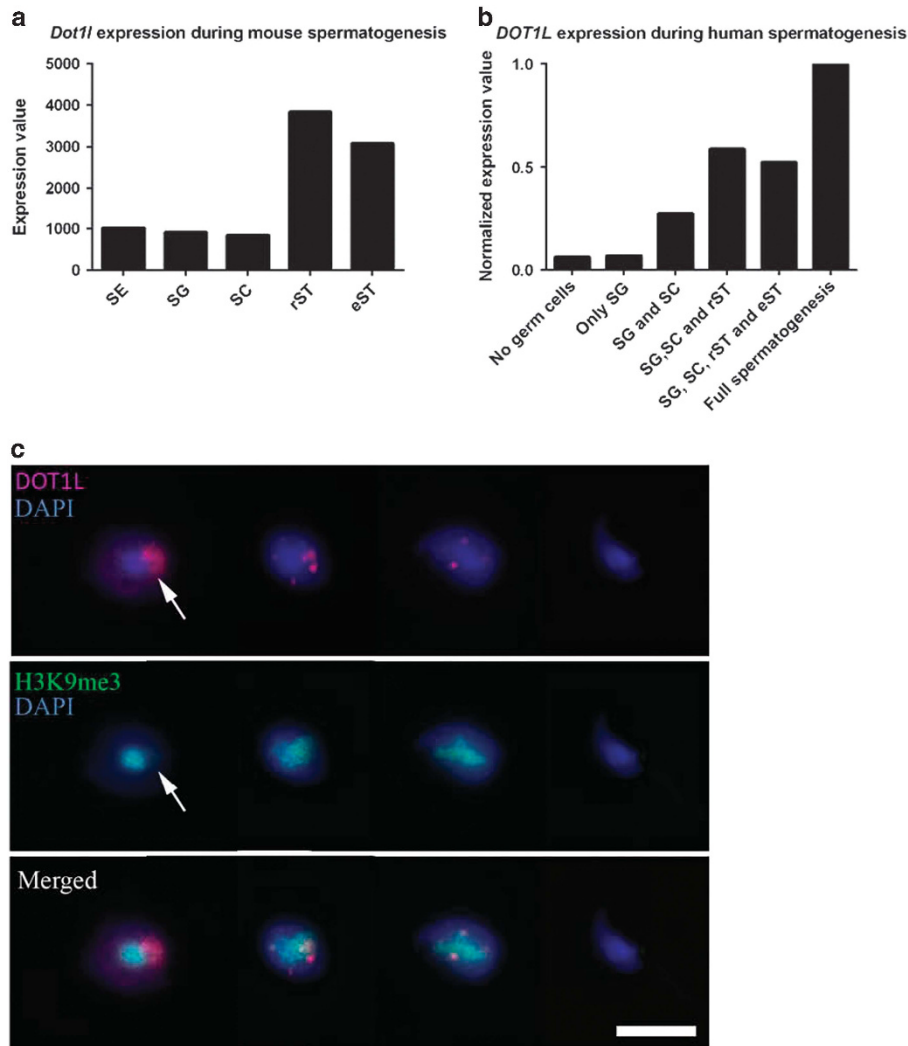 a
Dot1l expression during mouse spermatogenesis
Expression value
5000
4000
3000
2000
1000
0
SE
SG
SC
rST
eST
b
DOT1L expression during human spermatogenesis
Normalized expression value
1.0
0.5
0.0
No germ cells
Only SG
SG and SC
SG,SC and rST
SG, SC, rST and eST
Full spermatogenesis
c
DOT1L
DAPI
H3K9me3
DAPI
Merged